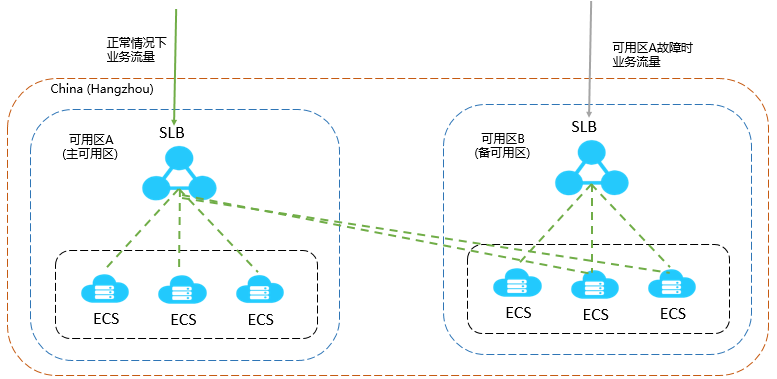 正常情况下
业务流量
可用区A故障时
业务流量
China (Hangzhou)
可用区A
(主可用区)
SLB
可用区B
(备可用区)
SLB
ECS
ECS
ECS
ECS
ECS
ECS